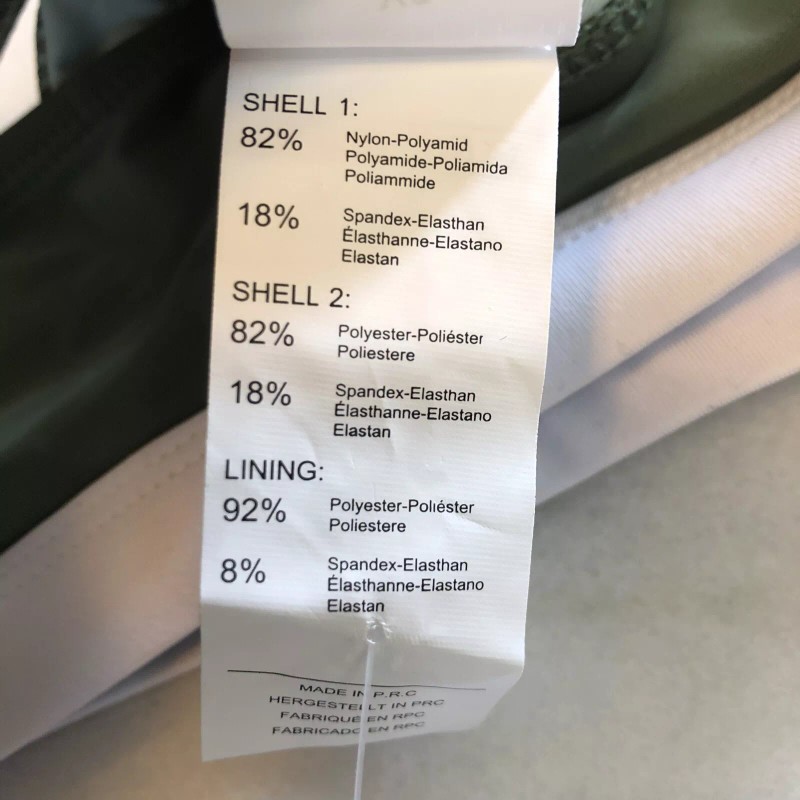 SHELL 1:
82% Nylon-Polyamid
Polyamide-Poliamida
Poliammide
18% Spandex-Elasthan
Élasthanne-Elastano
Elastan
SHELL 2:
82% Polyester-Poliéster
Poliestere
18% Spandex-Elasthan
Élasthanne-Elastano
Elastan
LINING:
92% Polyester-Poliéster
Poliestere
8% Spandex-Elasthan
Élasthanne-Elastano
Elastan
MADE IN P.R.C
HERGESTELLT IN PRC
FABRIQUÉ EN RPC
FABRICADO EN RPC